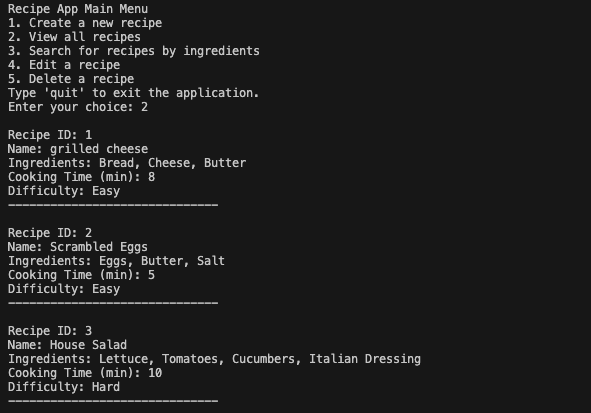 Recipe App Main Menu
1. Create a new recipe
2. View all recipes
3. Search for recipes by ingredients
4. Edit a recipe
5. Delete a recipe
Type 'quit' to exit the application.
Enter your choice: 2

Recipe ID: 1
Name: grilled cheese
Ingredients: Bread, Cheese, Butter
Cooking Time (min): 8
Difficulty: Easy
------------------------------

Recipe ID: 2
Name: Scrambled Eggs
Ingredients: Eggs, Butter, Salt
Cooking Time (min): 5
Difficulty: Easy
------------------------------

Recipe ID: 3
Name: House Salad
Ingredients: Lettuce, Tomatoes, Cucumbers, Italian Dressing
Cooking Time (min): 10
Difficulty: Hard
------------------------------